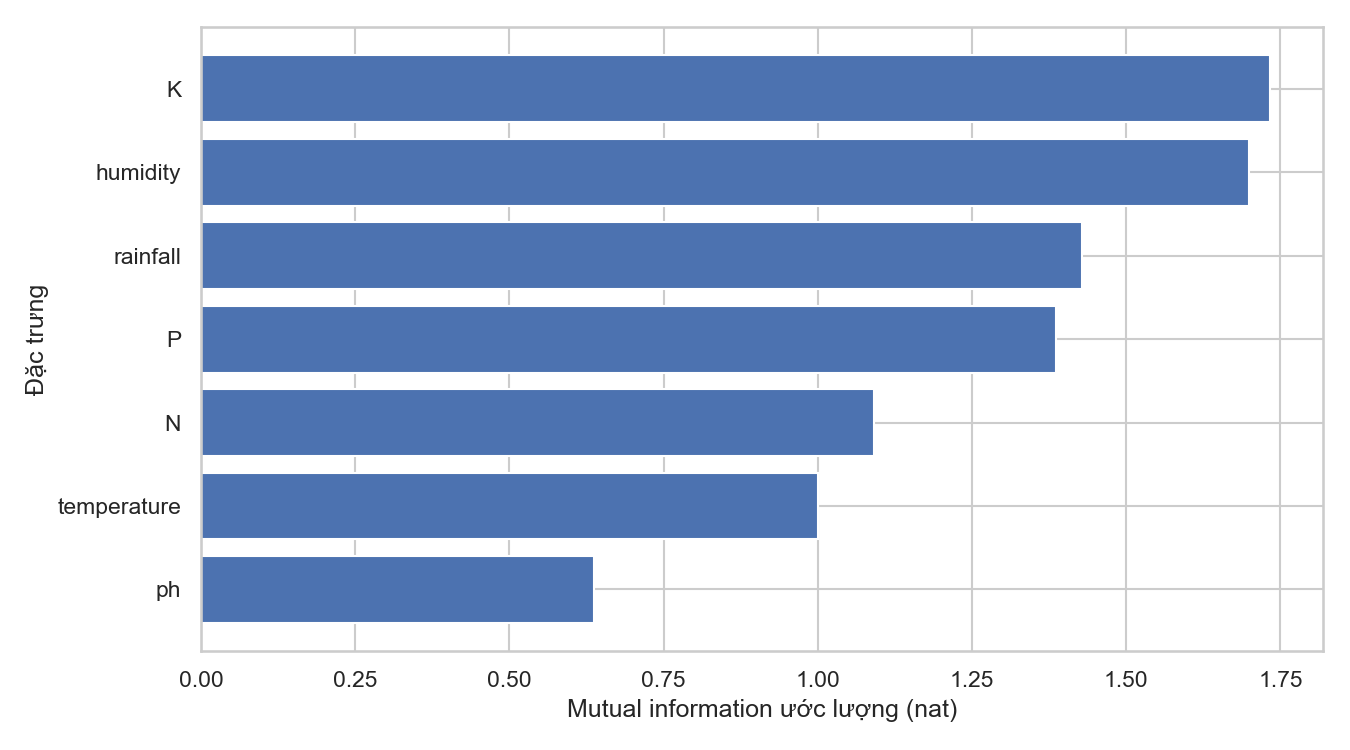 K
humidity
rainfall
P
N
temperature
ph
Đặc trưng
0.00 0.25 0.50 0.75 1.00 1.25 1.50 1.75
Mutual information ước lượng (nat)